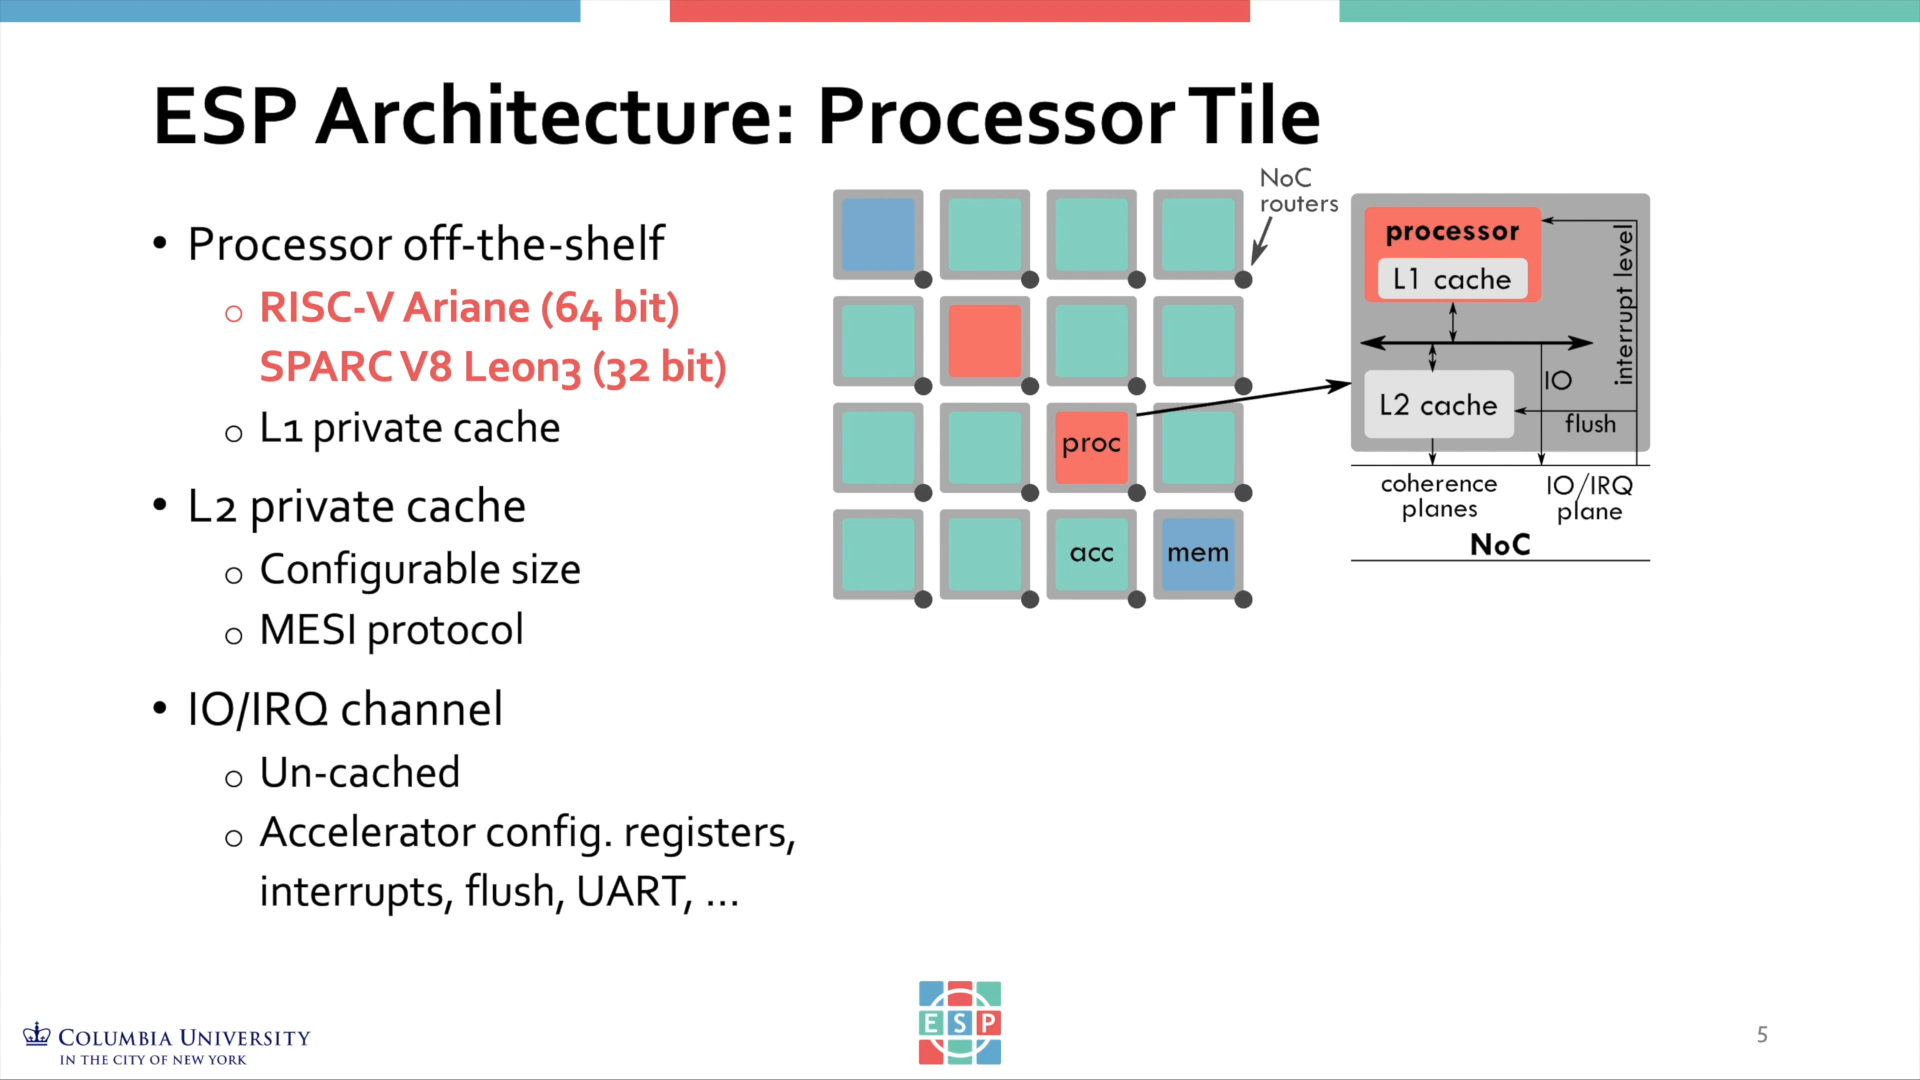 ESP Architecture: Processor Tile
• Processor off-the-shelf
o RISC-V Ariane (64 bit)
SPARC V8 Leon3 (32 bit)
o L1 private cache
• L2 private cache
o Configurable size
o MESI protocol
• IO/IRQ channel
o Un-cached
o Accelerator config. registers,
interrupts, flush, UART, ...
NoC
routers
proc
acc
mem
processor
L1 cache
interrupt level
IO
L2 cache
flush
coherence
planes
IO/IRQ
plane
NoC
COLUMBIA UNIVERSITY
IN THE CITY OF NEW YORK
ESP
5